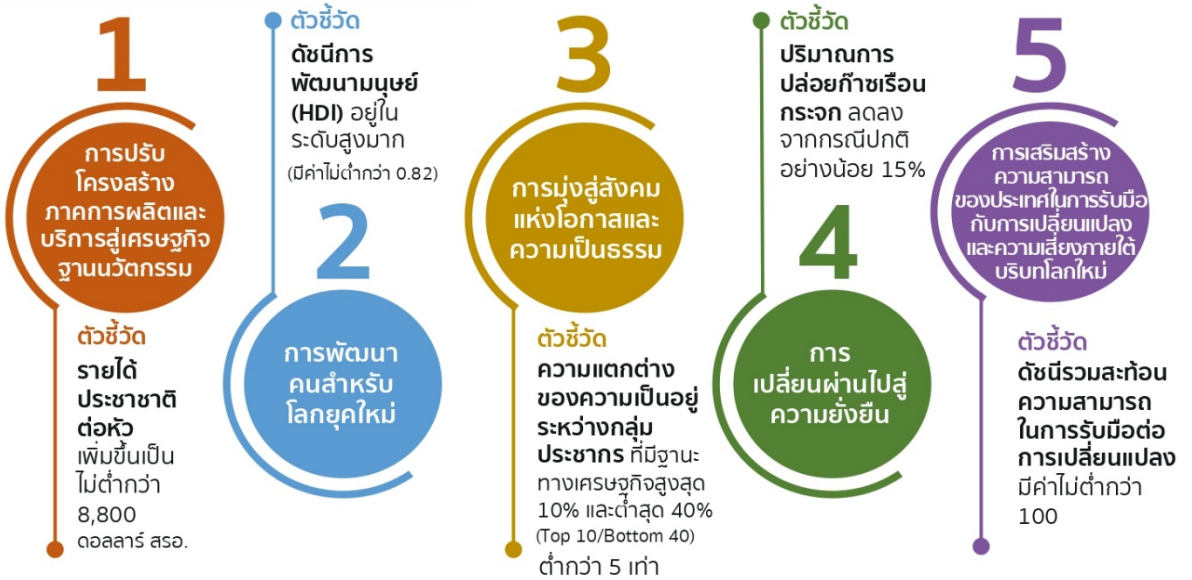 1
การปรับ
โครงสร้าง
ภาคการผลิตและ
บริการสู่เศรษฐกิจ
ฐานนวัตกรรม
ตัวชี้วัด
รายได้
ประชาชาติ
ต่อหัว
เพิ่มขึ้นเป็น
ไม่ต่ำกว่า
8,800
ดอลลาร์ สรอ.
ตัวชี้วัด
ดัชนีการ
พัฒนามนุษย์
(HDI) อยู่ใน
ระดับสูงมาก
(มีค่าไม่ต่ำกว่า 0.82)
2
การพัฒนา
คนสำหรับ
โลกยุคใหม่
3
การมุ่งสู่สังคม
แห่งโอกาสและ
ความเป็นธรรม
ตัวชี้วัด
ความแตกต่าง
ของความเป็นอยู่
ระหว่างกลุ่ม
ประชากร ที่มีฐานะ
ทางเศรษฐกิจสูงสุด
10% และต่ำสุด 40%
(Top 10/Bottom 40)
ต่ำกว่า 5 เท่า
ตัวชี้วัด
ปริมาณการ
ปล่อยก๊าซเรือน
กระจก ลดลง
จากกรณีปกติ
อย่างน้อย 15%
4
การ
เปลี่ยนผ่านไปสู่
ความยั่งยืน
5
การเสริมสร้าง
ความสามารถ
ของประเทศในการรับมือ
กับการเปลี่ยนแปลง
และความเสี่ยงภายใต้
บริบทโลกใหม่
ตัวชี้วัด
ดัชนีรวมสะท้อน
ความสามารถ
ในการรับมือต่อ
การเปลี่ยนแปลง
มีค่าไม่ต่ำกว่า
100